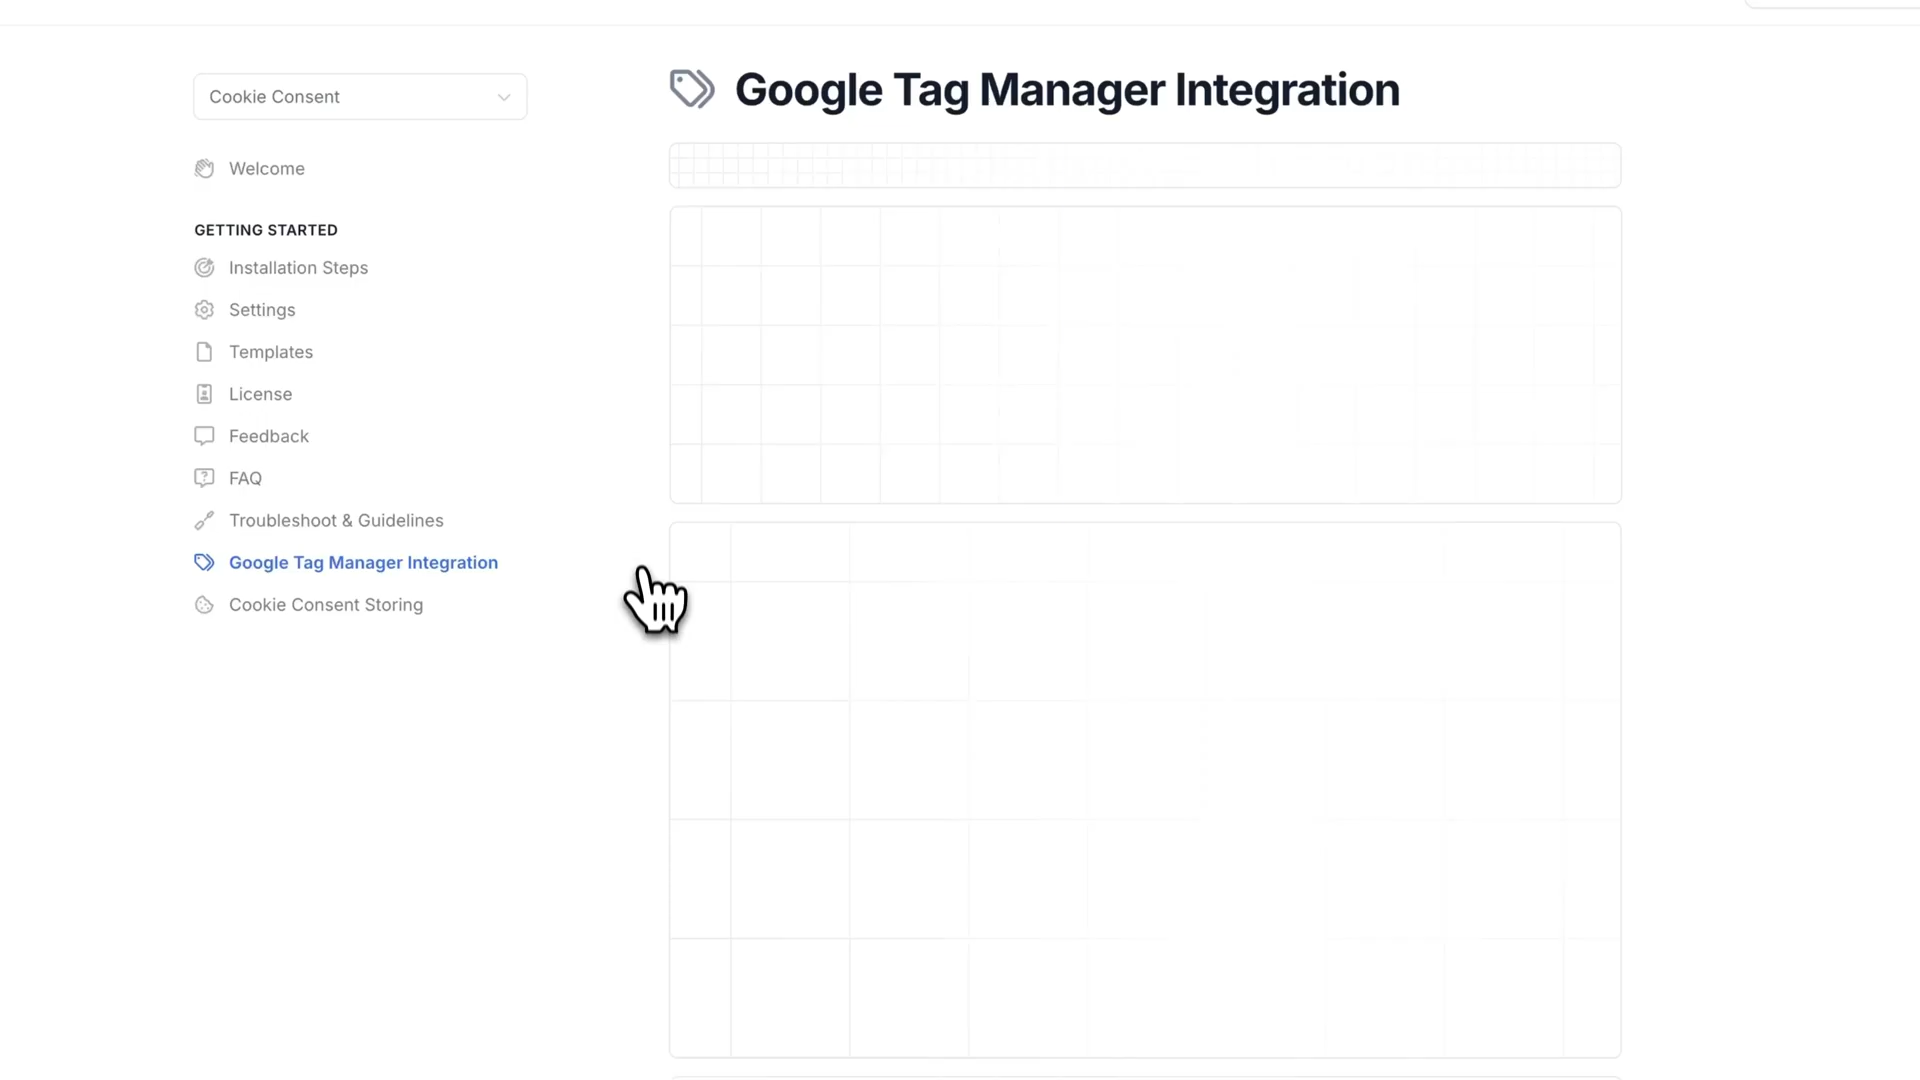 Cookie Consent
Welcome
GETTING STARTED
Installation Steps
Settings
Templates
License
Feedback
FAQ
Troubleshoot & Guidelines
Google Tag Manager Integration
Cookie Consent Storing
Google Tag Manager Integration